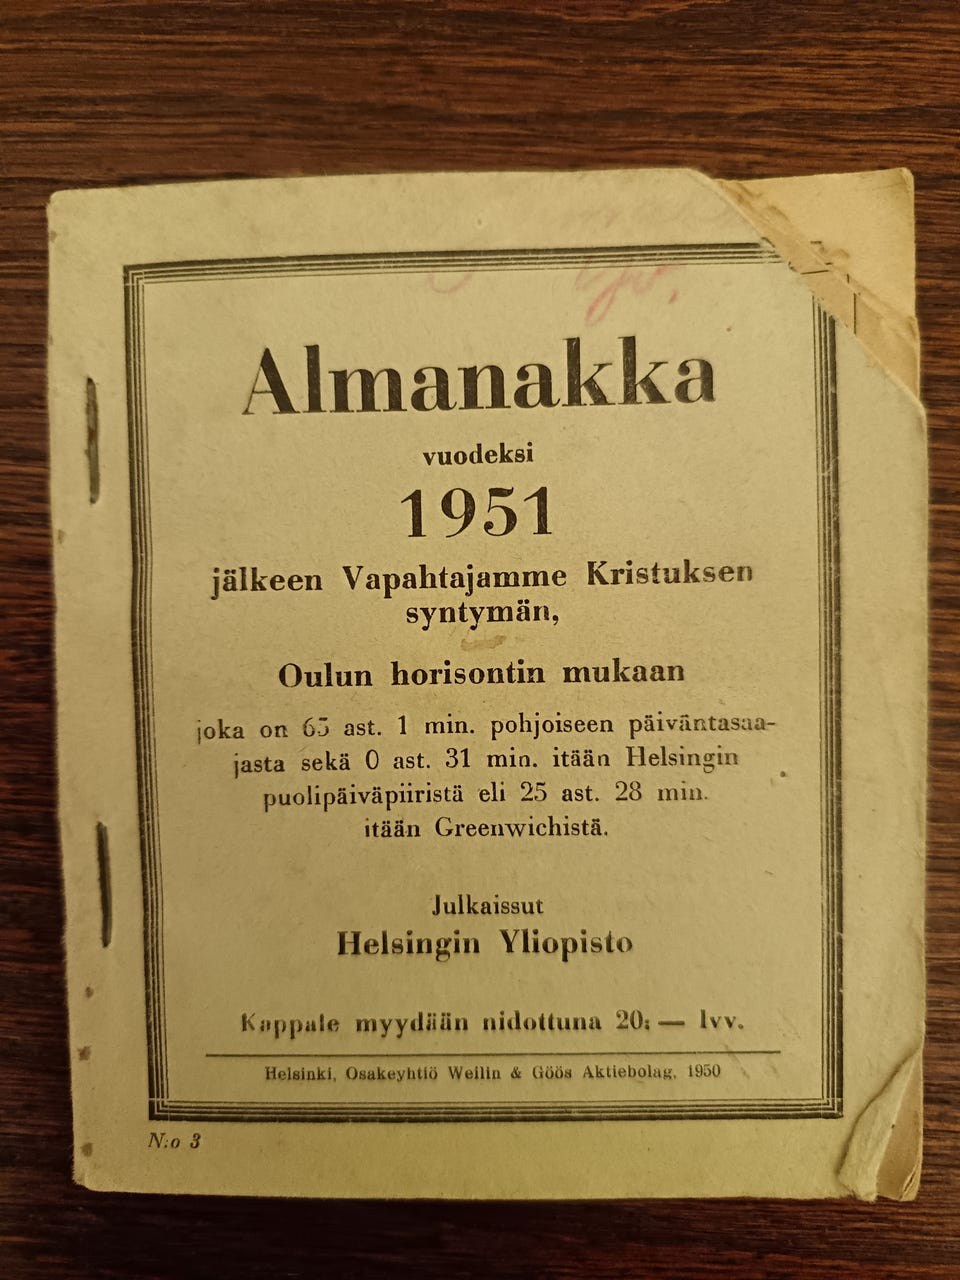 Almanakka
vuodeksi
1951
jälkeen Vapahtajamme Kristuksen
syntymän,
Oulun horisontin mukaan
joka on 65 ast. 1 min. pohjoiseen päiväntasaa-
jasta sekä 0 ast. 31 min. itään Helsingin
puolipäiväpiiristä eli 25 ast. 28 min.
itään Greenwichistä.
Julkaissut
Helsingin Yliopisto
Kappale myydään nidottuna 20: — lvv.
Helsinki, Osakeyhtiö Weilin & Göös Aktiebolag, 1950
N:o 3